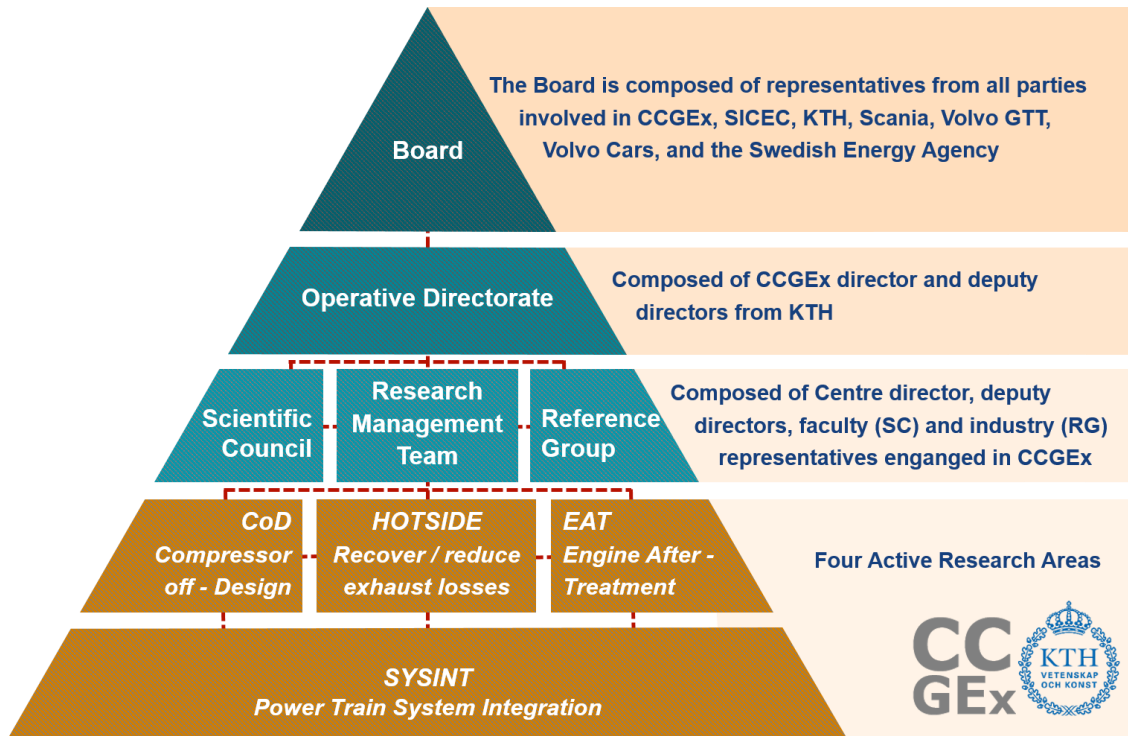 The Board is composed of representatives from all parties
involved in CCGEx, SICEC, KTH, Scania, Volvo GTT,
Volvo Cars, and the Swedish Energy Agency
Board
Operative Directorate
Composed of CCGEx director and deputy
directors from KTH
Scientific
Council
Research
Management
Team
Reference
Group
Composed of Centre director, deputy
directors, faculty (SC) and industry (RG)
representatives enganged in CCGEx
CoD
Compressor
off - Design
HOTSIDE
Recover / reduce
exhaust losses
EAT
Engine After -
Treatment
Four Active Research Areas
SYSINT
Power Train System Integration
CC
GEx
KTH
VETENSKAP
OCH KONST